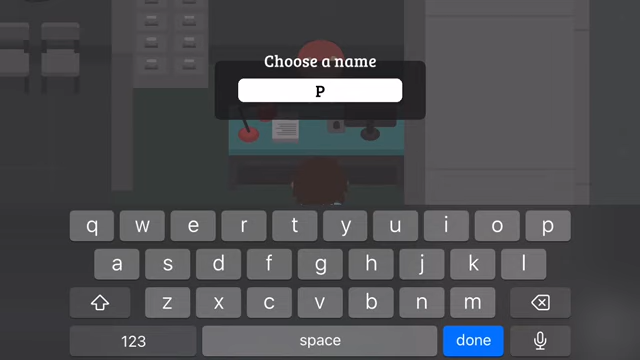 Choose a name
P
q w e r t y u i o p
a s d f g h j k l
z x c v b n m
123 space done